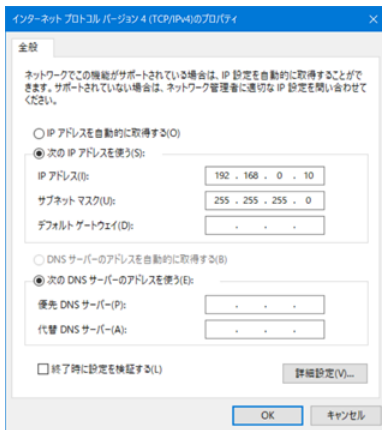 インターネット プロトコル バージョン 4 (TCP/IPv4)のプロパティ
全般
ネットワークでこの機能がサポートされている場合は、IP 設定を自動的に取得することがで
きます。サポートされていない場合は、ネットワーク管理者に適切な IP 設定を問い合わせて
ください。
IP アドレスを自動的に取得する(O)
次の IP アドレスを使う(S):
IP アドレス(I): 192 . 168 . 0 . 10
サブネット マスク(U): 255 . 255 . 255 . 0
デフォルト ゲートウェイ(D): . . .
DNS サーバーのアドレスを自動的に取得する(B)
次の DNS サーバーのアドレスを使う(E):
優先 DNS サーバー(P): . . .
代替 DNS サーバー(A): . . .
終了時に設定を検証する(L)
詳細設定(V)...
OK キャンセル